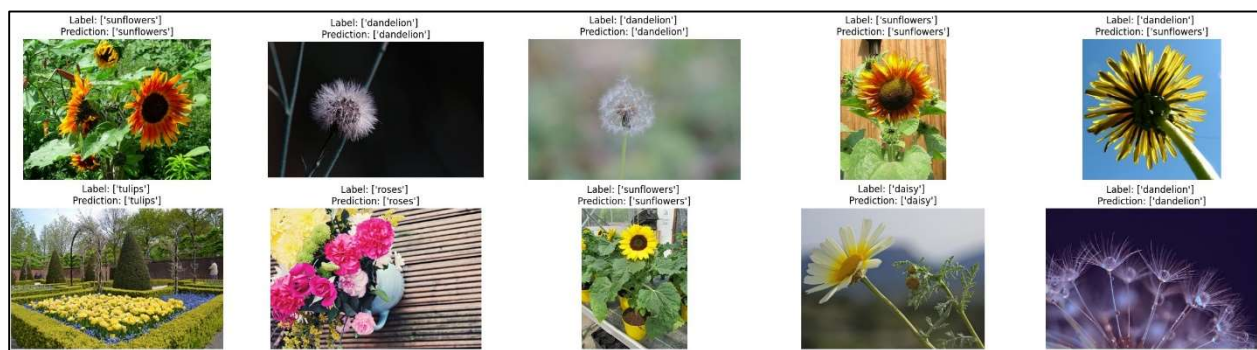 Label: ['sunflowers']
Prediction: ['sunflowers']
Label: ['dandelion']
Prediction: ['dandelion']
Label: ['dandelion']
Prediction: ['dandelion']
Label: ['sunflowers']
Prediction: ['sunflowers']
Label: ['dandelion']
Prediction: ['sunflowers']
Label: ['tulips']
Prediction: ['tulips']
Label: ['roses']
Prediction: ['roses']
Label: ['sunflowers']
Prediction: ['sunflowers']
Label: ['daisy']
Prediction: ['daisy']
Label: ['dandelion']
Prediction: ['dandelion']